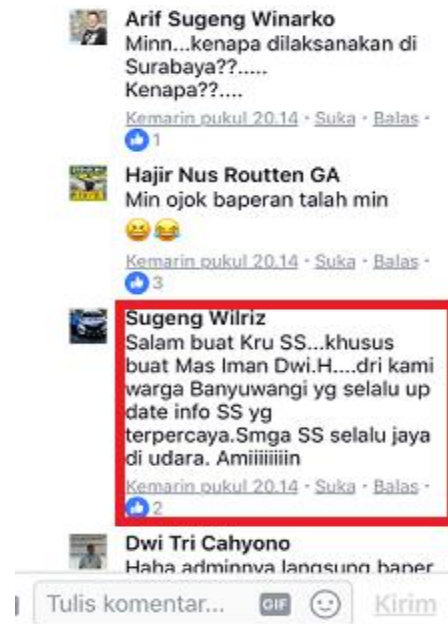 Arif Sugeng Winarko
Minn...kenapa dilaksanakan di
Surabaya??.....
Kenapa??....
Kemarin pukul 20.14 · Suka · Balas ·
1
Hajir Nus Routten GA
Min ojok baperan talah min
😆😂
Kemarin pukul 20.14 · Suka · Balas ·
3
Sugeng Wilriz
Salam buat Kru SS...khusus
buat Mas Iman Dwi.H....dri kami
warga Banyuwangi yg selalu up
date info SS yg
terpercaya.Smga SS selalu jaya
di udara. Amiiiiiiiin
Kemarin pukul 20.14 · Suka · Balas ·
2
Dwi Tri Cahyono
Haha adminnya langsung baper
Tulis komentar... GIF Kirim